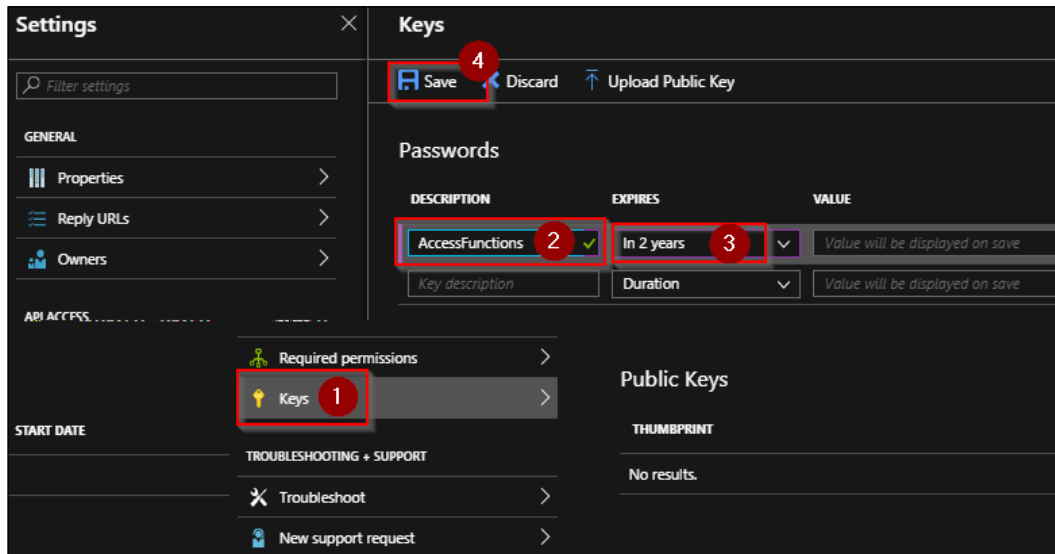 Settings
Filter settings
GENERAL
Properties
Reply URLs
Owners
API ACCESS
Keys
4
Save
Discard
Upload Public Key
Passwords
DESCRIPTION EXPIRES VALUE
AccessFunctions 2 In 2 years 3 Value will be displayed on save
Key description Duration Value will be displayed on save
Required permissions
Keys 1
START DATE
TROUBLESHOOTING + SUPPORT
Troubleshoot
New support request
Public Keys
THUMBPRINT
No results.